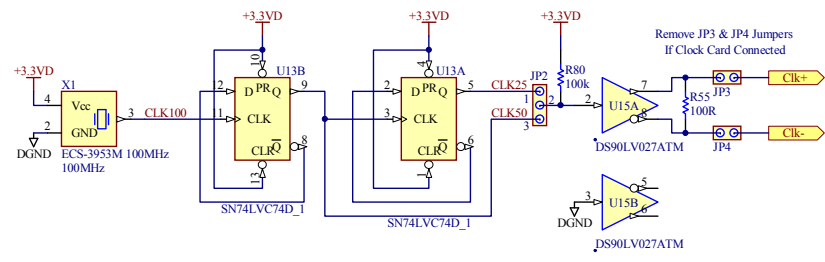 +3.3VD
+3.3VD
+3.3VD
Remove JP3 & JP4 Jumpers
If Clock Card Connected
10
U13B
4
U13A
+3.3VD
X1
12
D PR Q
9
2
D PR Q
5
CLK25
JP2
R80
100k
7
JP3
Clk+
4
Vcc
3
CLK100
11
CLK
3
CLK
1
2
2
U15A
R55
100R
2
GND
CLK50
3
8
JP4
Clk-
DGND
CLR Q
8
CLR Q
6
DS90LV027ATM
ECS-3953M 100MHz
100MHz
13
1
SN74LVC74D_1
SN74LVC74D_1
5
3
U15B
6
DGND
DS90LV027ATM